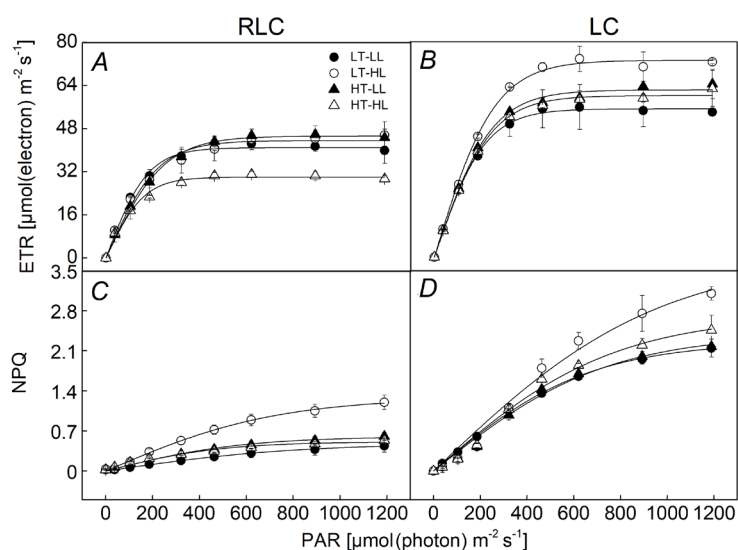 RLC LC
80
64
48
32
16
0
ETR [µmol(electron) m⁻² s⁻¹]
A
LT-LL
LT-HL
HT-LL
HT-HL
B
3.5
2.8
2.1
1.4
0.7
0
NPQ
C
D
0 200 400 600 800 1000 1200
0 200 400 600 800 1000 1200
PAR [µmol(photon) m⁻² s⁻¹]